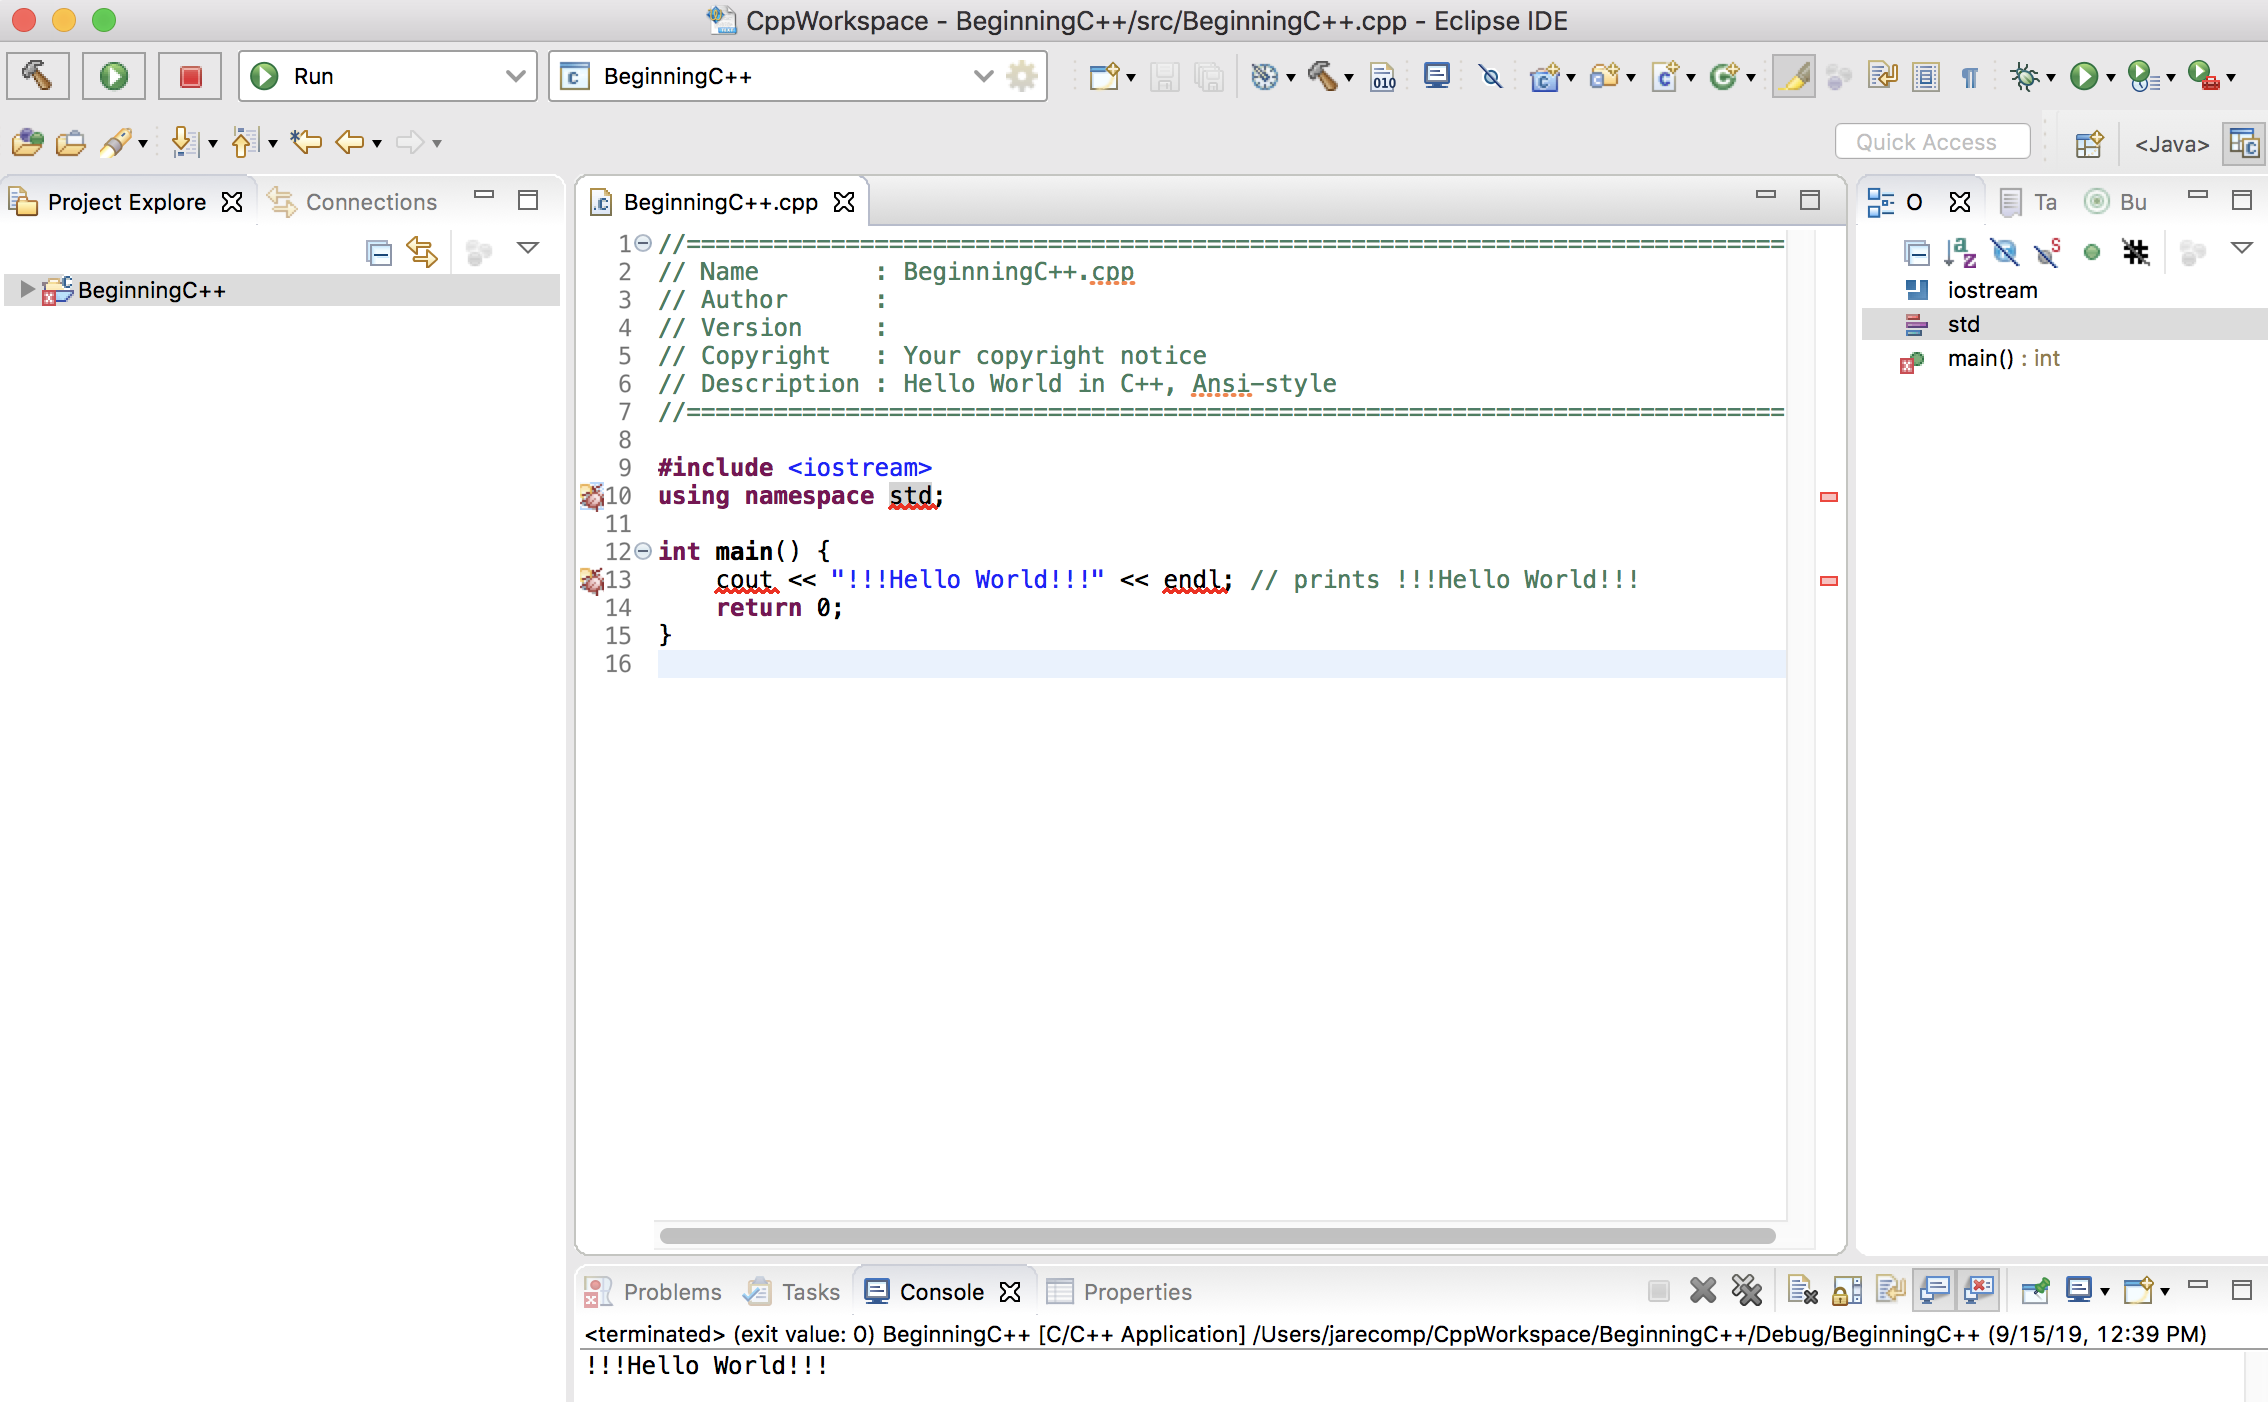 CppWorkspace - BeginningC++/src/BeginningC++.cpp - Eclipse IDE
Run
BeginningC++
010
Quick Access
<Java>
Project Explore
Connections
BeginningC++
BeginningC++.cpp
1 //============================================================================
2 // Name        : BeginningC++.cpp
3 // Author      :
4 // Version     :
5 // Copyright   : Your copyright notice
6 // Description : Hello World in C++, Ansi-style
7 //============================================================================
8
9 #include <iostream>
10 using namespace std;
11
12 int main() {
13     cout << "!!!Hello World!!!" << endl; // prints !!!Hello World!!!
14     return 0;
15 }
16
O
Ta
Bu
iostream
std
main() : int
Problems
Tasks
Console
Properties
<terminated> (exit value: 0) BeginningC++ [C/C++ Application] /Users/jarecomp/CppWorkspace/BeginningC++/Debug/BeginningC++ (9/15/19, 12:39 PM)
!!!Hello World!!!